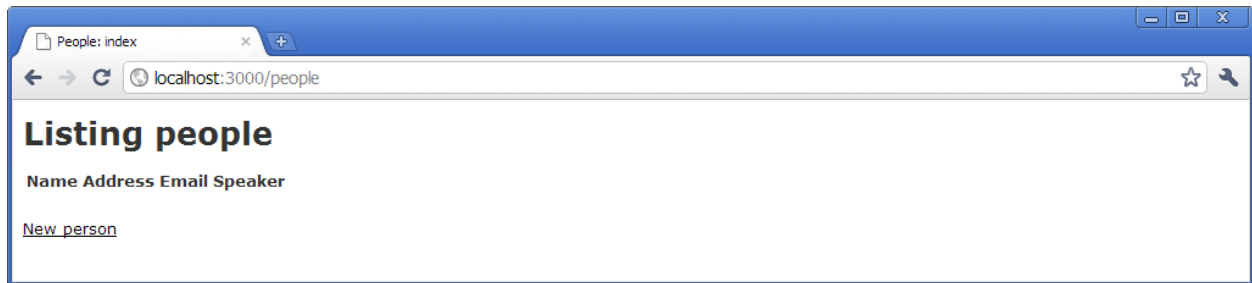 People: index
localhost:3000/people
Listing people
Name Address Email Speaker
New person